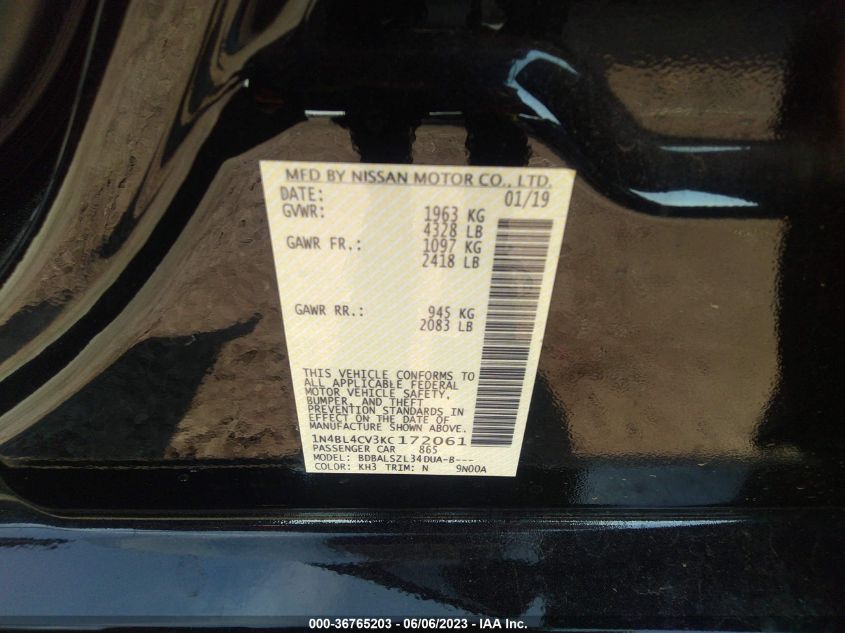 MFD BY NISSAN MOTOR CO., LTD.
DATE: 01/19
GVWR: 1963 KG
4328 LB
GAWR FR.: 1097 KG
2418 LB
GAWR RR.: 945 KG
2083 LB
THIS VEHICLE CONFORMS TO
ALL APPLICABLE FEDERAL
MOTOR VEHICLE SAFETY,
BUMPER, AND THEFT
PREVENTION STANDARDS IN
EFFECT ON THE DATE OF
MANUFACTURE SHOWN ABOVE.
1N4BL4CV3KC172061
PASSENGER CAR 865
MODEL: BDBALSZL34DUA-B---
COLOR: KH3 TRIM: N 9N00A
000-36765203 - 06/06/2023 - IAA Inc.